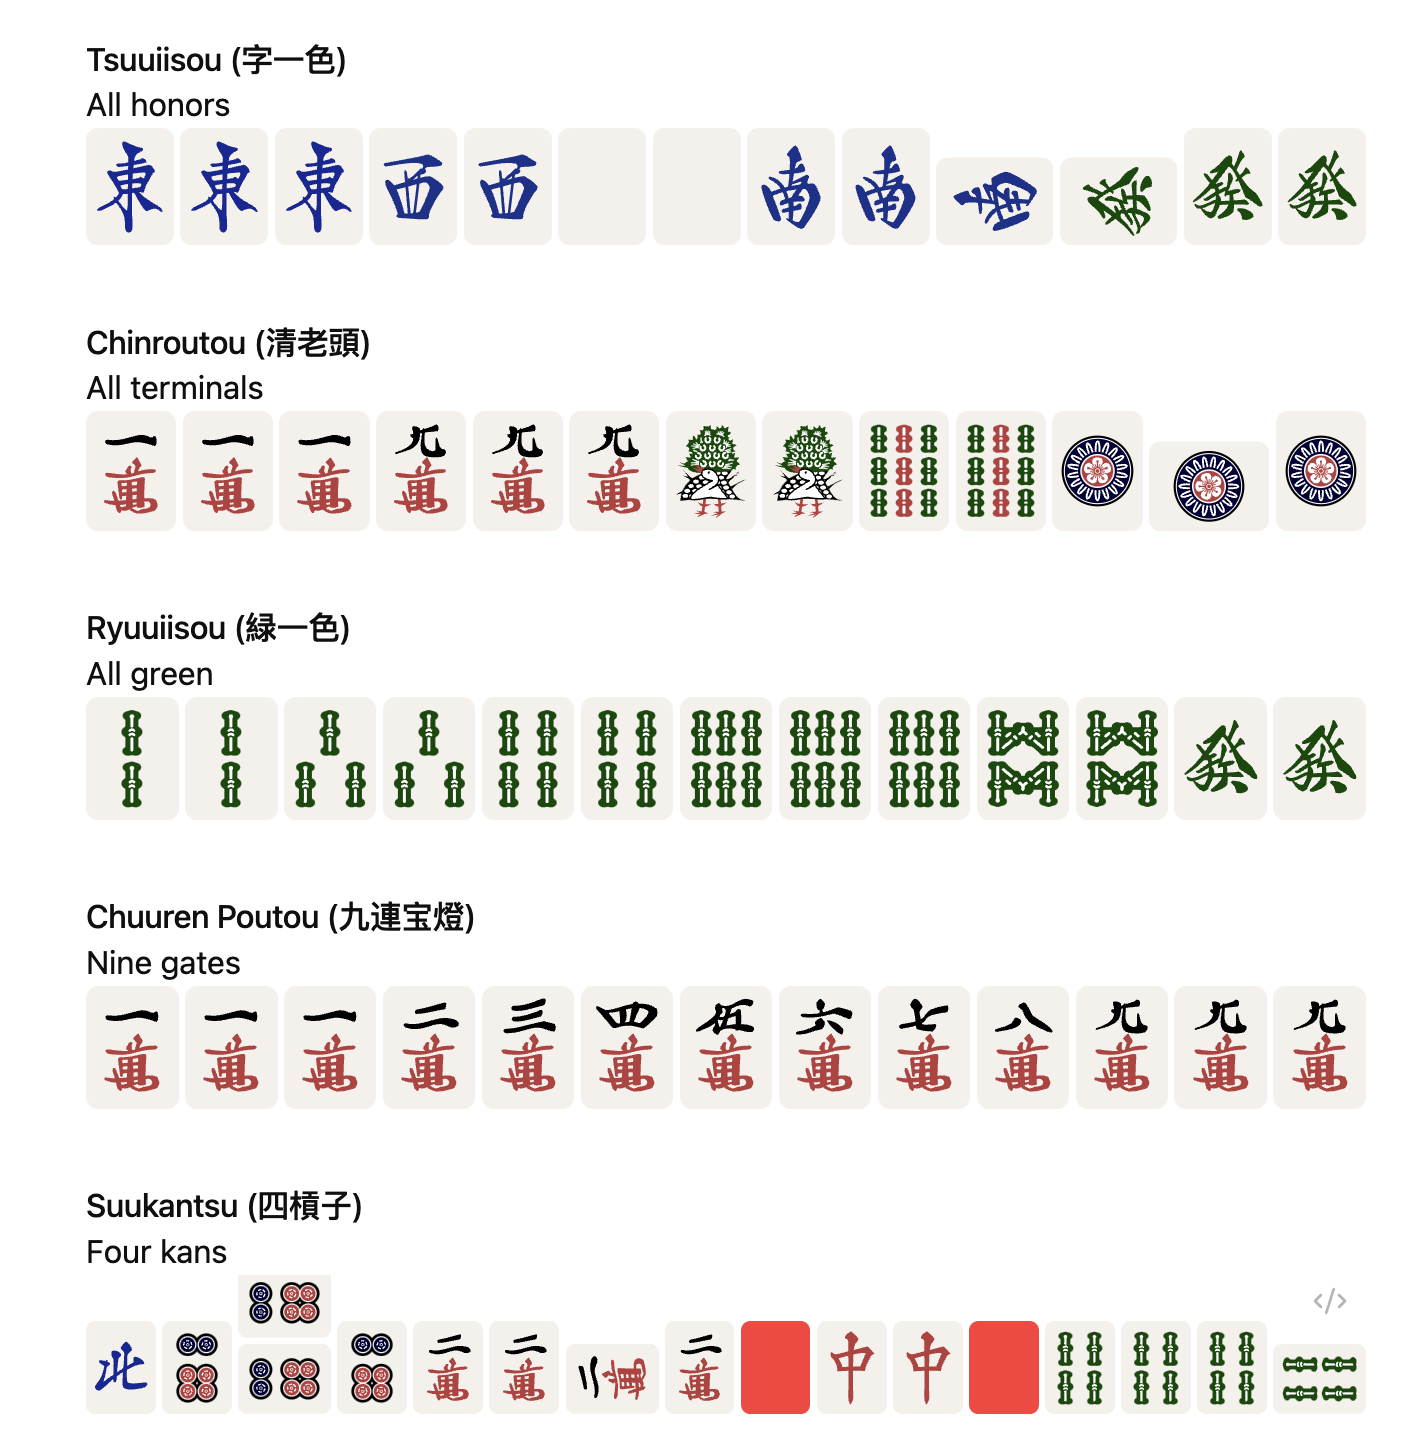 Tsuuiisou (字一色)
All honors
東 東 東 西 西 南 南 南 發 發 發
Chinroutou (清老頭)
All terminals
一萬 一萬 一萬 九萬 九萬 九萬
Ryuuiisou (緑一色)
All green
發 發
Chuuren Poutou (九連宝燈)
Nine gates
一萬 一萬 一萬 二萬 三萬 四萬 伍萬 六萬 七萬 八萬 九萬 九萬 九萬
Suukantsu (四槓子)
Four kans
</>
北 二萬 二萬 二萬 二萬 中 中